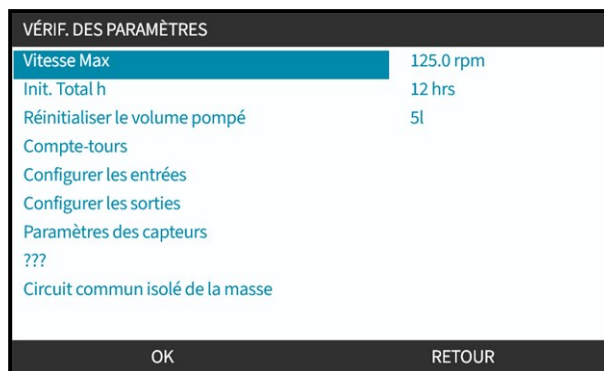 VÉRIF. DES PARAMÈTRES
Vitesse Max 125.0 rpm
Init. Total h 12 hrs
Réinitialiser le volume pompé 5l
Compte-tours
Configurer les entrées
Configurer les sorties
Paramètres des capteurs
???
Circuit commun isolé de la masse
OK RETOUR